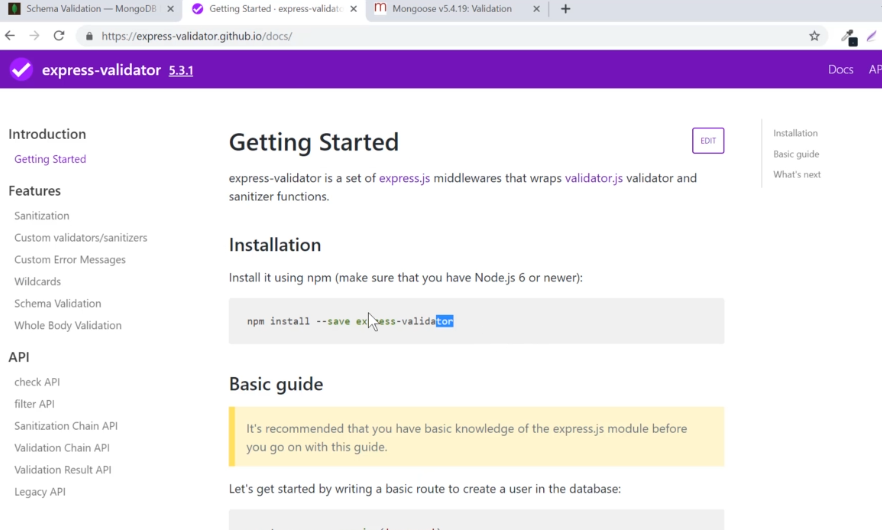 Schema Validation — MongoDB
Getting Started · express-validato
Mongoose v5.4.19: Validation
https://express-validator.github.io/docs/
express-validator 5.3.1
Docs
AP
Introduction
Getting Started
Features
Sanitization
Custom validators/sanitizers
Custom Error Messages
Wildcards
Schema Validation
Whole Body Validation
API
check API
filter API
Sanitization Chain API
Validation Chain API
Validation Result API
Legacy API
Getting Started
EDIT
express-validator is a set of express.js middlewares that wraps validator.js validator and
sanitizer functions.
Installation
Install it using npm (make sure that you have Node.js 6 or newer):
npm install --save express-validator
Basic guide
It's recommended that you have basic knowledge of the express.js module before
you go on with this guide.
Let's get started by writing a basic route to create a user in the database:
Installation
Basic guide
What's next